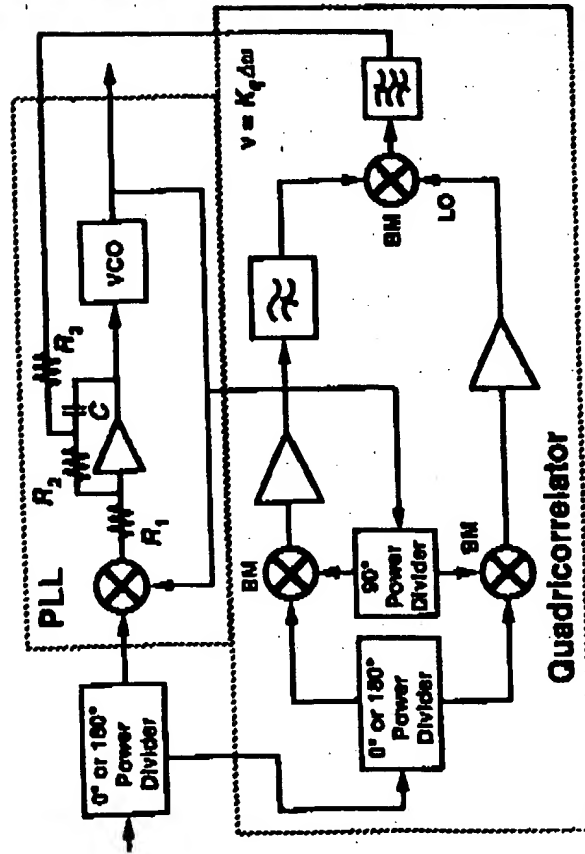 PLL
R₁
R₂
C
R₃
VCO
0° or 180°
Power
Divider
v = Kq Δω
BM
BM
LO
90°
Power
Divider
BM
0° or 180°
Power
Divider
Quadricorrelator